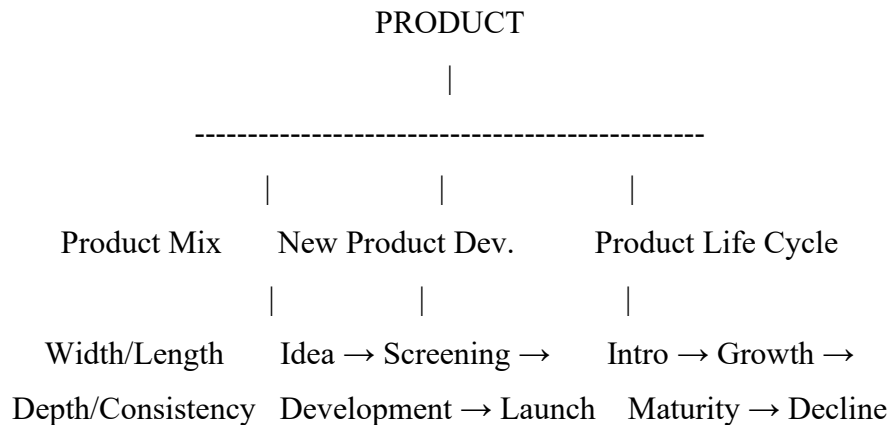 PRODUCT
|
------------------------------------------------
| | |
Product Mix New Product Dev. Product Life Cycle
| | |
Width/Length Idea → Screening → Intro → Growth →
Depth/Consistency Development → Launch Maturity → Decline